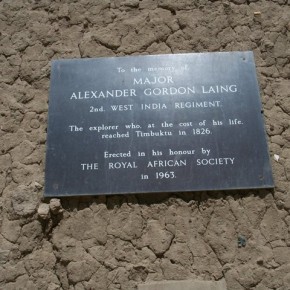 To the memory of
MAJOR
ALEXANDER GORDON LAING
2nd. WEST INDIA REGIMENT.
The explorer who, at the cost of his life,
reached Timbuktu in 1826.
Erected in his honour by
THE ROYAL AFRICAN SOCIETY
in 1963.